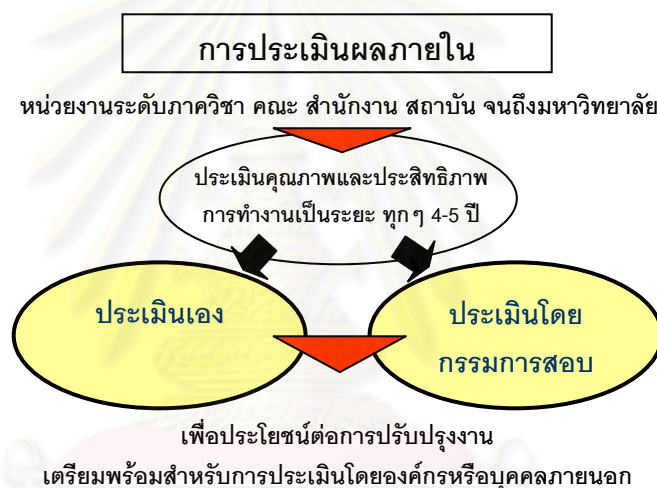 การประเมินผลภายใน
หน่วยงานระดับภาควิชา คณะ สำนักงาน สถาบัน จนถึงมหาวิทยาลัย
ประเมินคุณภาพและประสิทธิภาพ
การทำงานเป็นระยะ ทุกๆ 4-5 ปี
ประเมินเอง
ประเมินโดย
กรรมการสอบ
เพื่อประโยชน์ต่อการปรับปรุงงาน
เตรียมพร้อมสำหรับการประเมินโดยองค์กรหรือบุคคลภายนอก